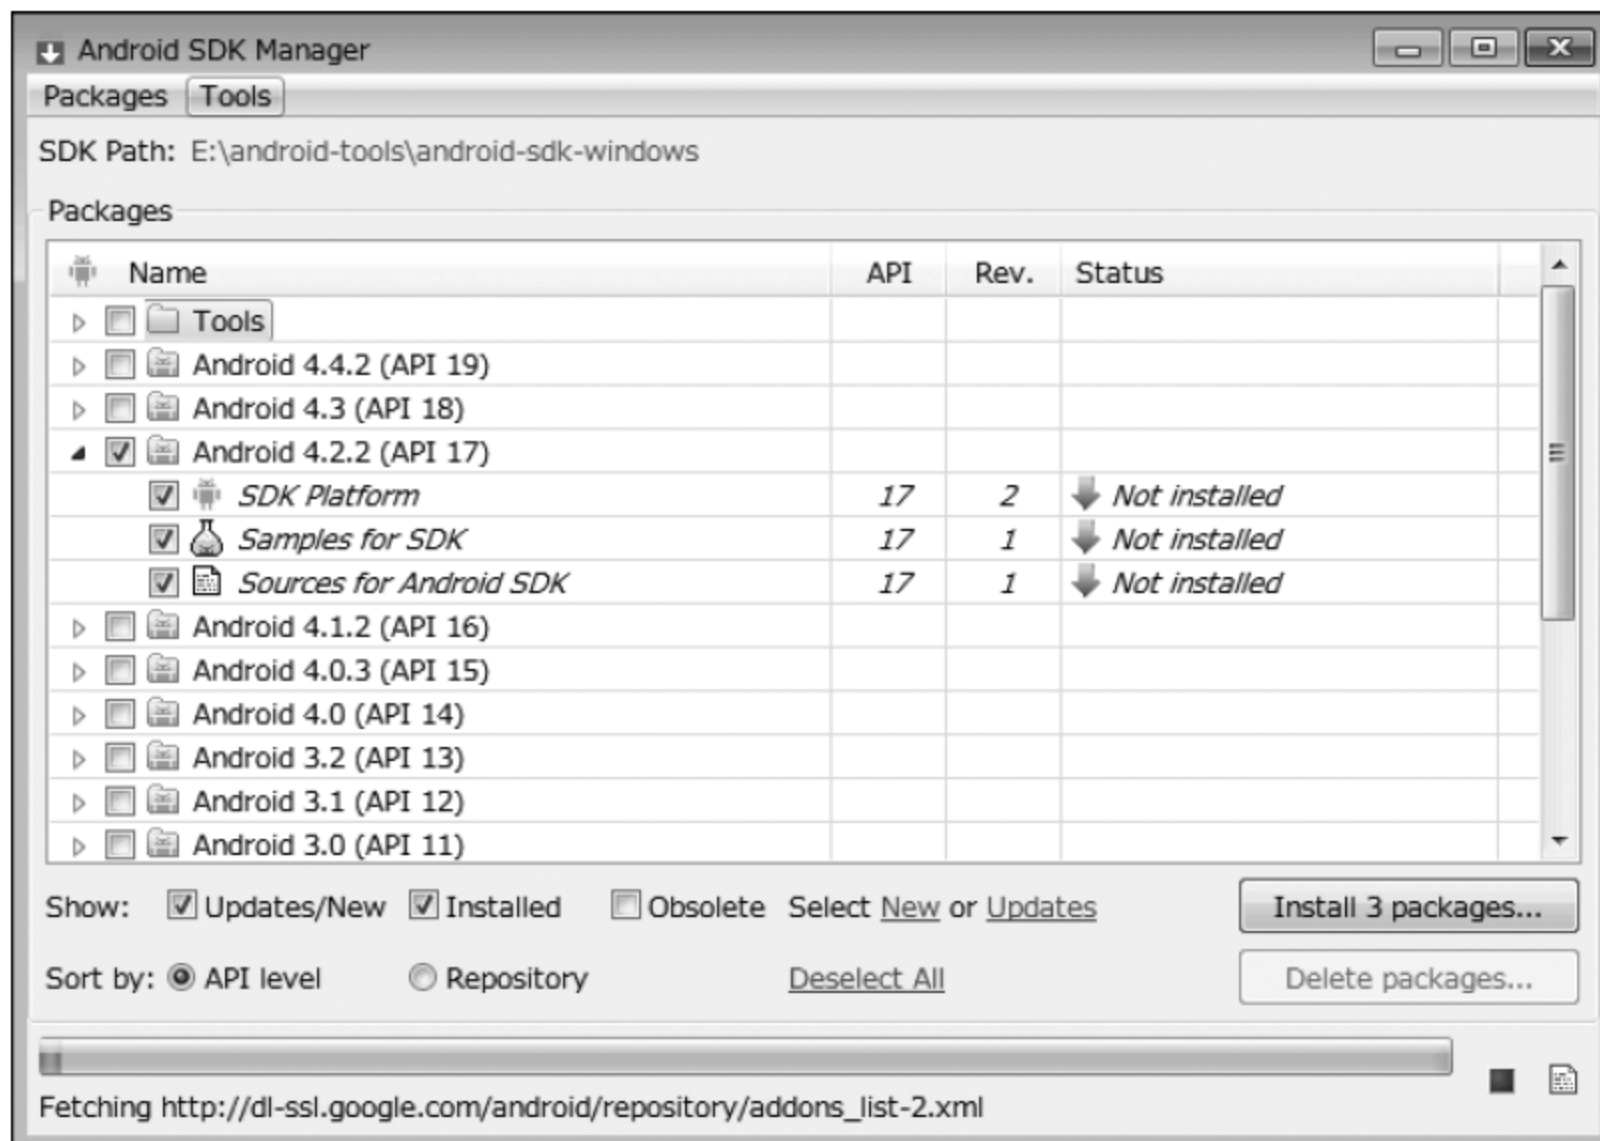 Android SDK Manager
Packages Tools
SDK Path: E:\android-tools\android-sdk-windows
Packages
Name API Rev. Status
Tools
Android 4.4.2 (API 19)
Android 4.3 (API 18)
Android 4.2.2 (API 17)
SDK Platform 17 2 Not installed
Samples for SDK 17 1 Not installed
Sources for Android SDK 17 1 Not installed
Android 4.1.2 (API 16)
Android 4.0.3 (API 15)
Android 4.0 (API 14)
Android 3.2 (API 13)
Android 3.1 (API 12)
Android 3.0 (API 11)
Show: Updates/New Installed Obsolete Select New or Updates Install 3 packages...
Sort by: API level Repository Deselect All Delete packages...
Fetching http://dl-ssl.google.com/android/repository/addons_list-2.xml